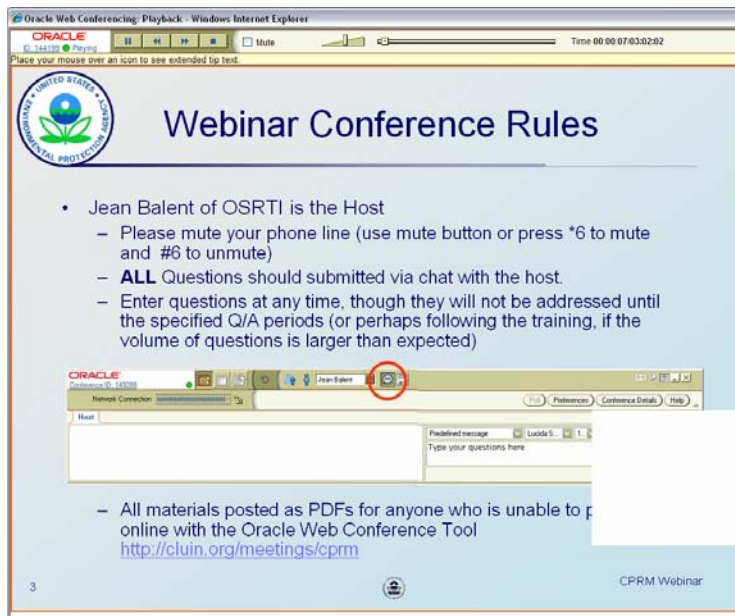 Oracle Web Conferencing: Playback - Windows Internet Explorer
ORACLE
ID: 144199 Playing
Mute
Time 00:00:07/03:02:02
Place your mouse over an icon to see extended tip text.
UNITED STATES
ENVIRONMENTAL PROTECTION AGENCY
Webinar Conference Rules
• Jean Balent of OSRTI is the Host
– Please mute your phone line (use mute button or press *6 to mute
and #6 to unmute)
– ALL Questions should submitted via chat with the host.
– Enter questions at any time, though they will not be addressed until
the specified Q/A periods (or perhaps following the training, if the
volume of questions is larger than expected)
ORACLE
Conference ID:
Jean Balent
Network Connection
Poll
Preferences
Conference Details
Help
Host
Predefined message
Lucida S...
1...
Type your questions here
– All materials posted as PDFs for anyone who is unable to p
online with the Oracle Web Conference Tool
http://cluin.org/meetings/cprm
3
CPRM Webinar